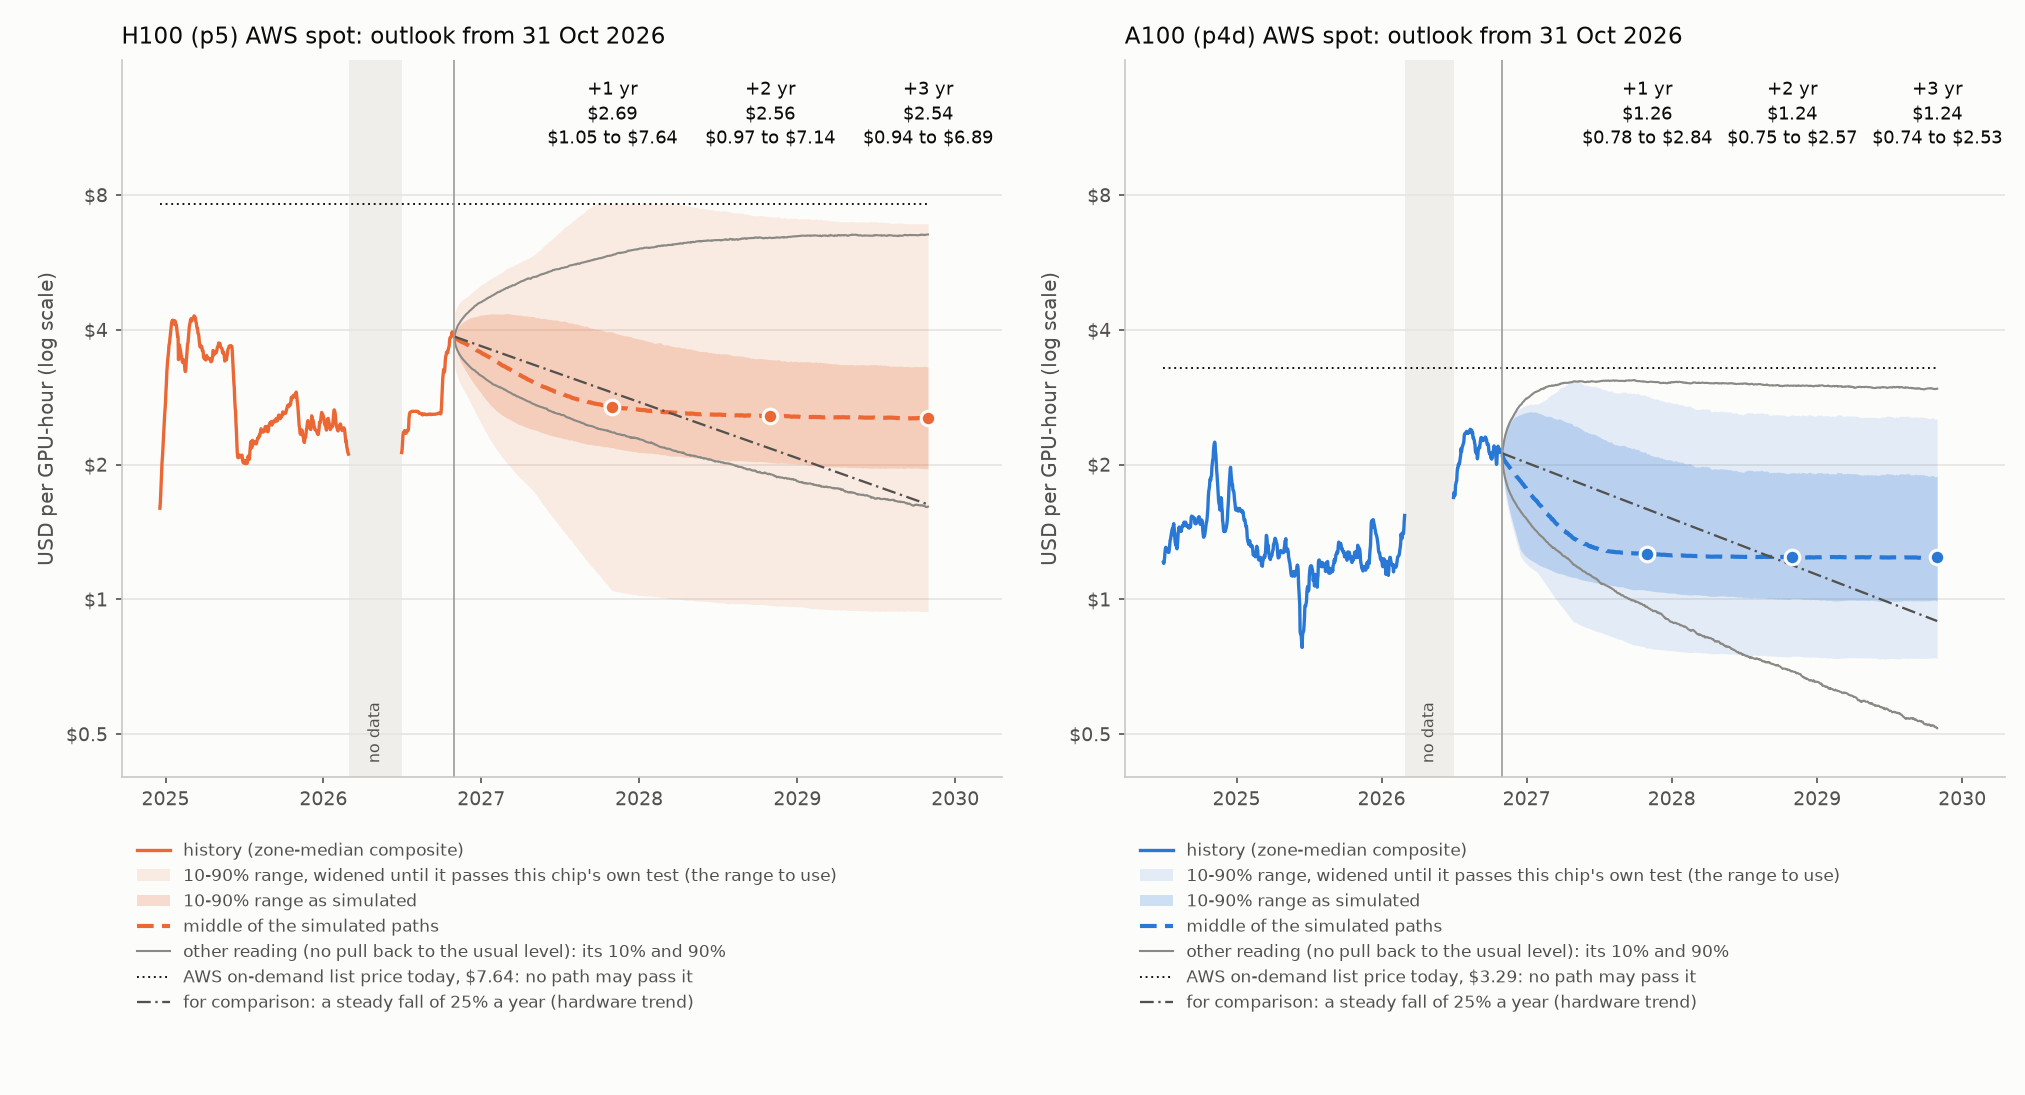 H100 (p5) AWS spot: outlook from 31 Oct 2026
+1 yr
$2.69
$1.05 to $7.64
+2 yr
$2.56
$0.97 to $7.14
+3 yr
$2.54
$0.94 to $6.89
USD per GPU-hour (log scale)
$8
$4
$2
$1
$0.5
no data
2025
2026
2027
2028
2029
2030
history (zone-median composite)
10-90% range, widened until it passes this chip's own test (the range to use)
10-90% range as simulated
middle of the simulated paths
other reading (no pull back to the usual level): its 10% and 90%
AWS on-demand list price today, $7.64: no path may pass it
for comparison: a steady fall of 25% a year (hardware trend)
A100 (p4d) AWS spot: outlook from 31 Oct 2026
+1 yr
$1.26
$0.78 to $2.84
+2 yr
$1.24
$0.75 to $2.57
+3 yr
$1.24
$0.74 to $2.53
USD per GPU-hour (log scale)
$8
$4
$2
$1
$0.5
no data
2025
2026
2027
2028
2029
2030
history (zone-median composite)
10-90% range, widened until it passes this chip's own test (the range to use)
10-90% range as simulated
middle of the simulated paths
other reading (no pull back to the usual level): its 10% and 90%
AWS on-demand list price today, $3.29: no path may pass it
for comparison: a steady fall of 25% a year (hardware trend)